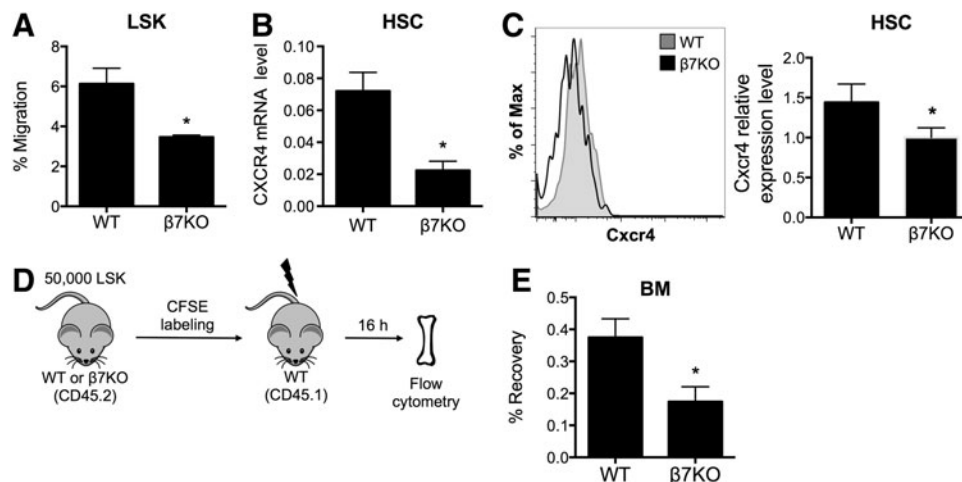 A
LSK
% Migration
8
6
4
2
0
*
WT
β7KO
B
HSC
CXCR4 mRNA level
0.10
0.08
0.06
0.04
0.02
0.00
*
WT
β7KO
C
% of Max
WT
β7KO
Cxcr4
HSC
Cxcr4 relative
expression level
2.0
1.5
1.0
0.5
0.0
*
WT
β7KO
D
50,000 LSK
WT or β7KO
(CD45.2)
CFSE
labeling
WT
(CD45.1)
16 h
Flow
cytometry
E
BM
% Recovery
0.5
0.4
0.3
0.2
0.1
0.0
*
WT
β7KO